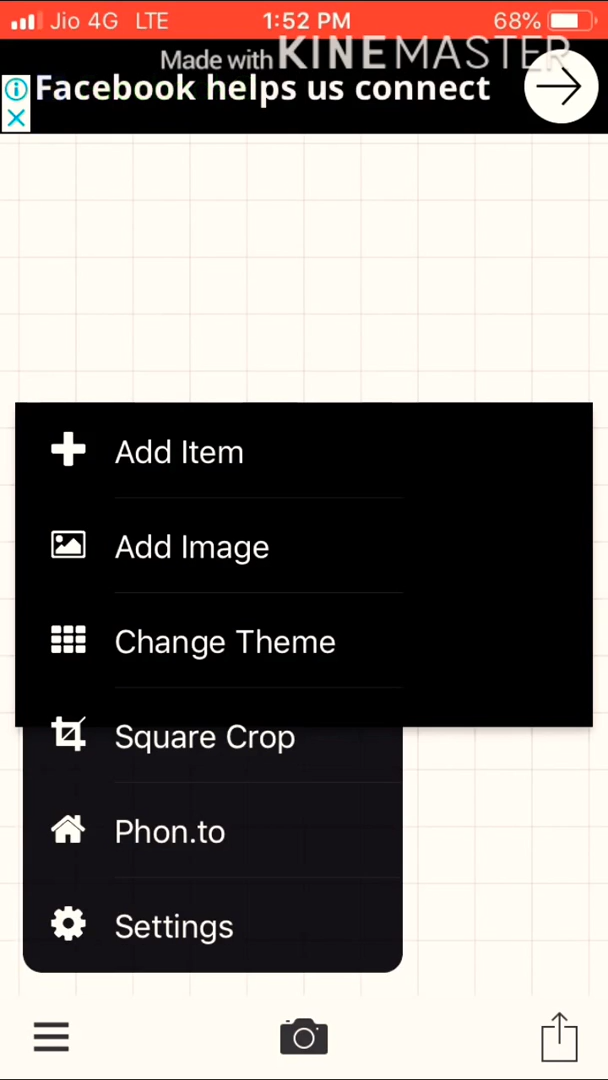 Jio 4G LTE 1:52 PM 68%
Made with KINEMASTER
Facebook helps us connect
Add Item
Add Image
Change Theme
Square Crop
Phon.to
Settings